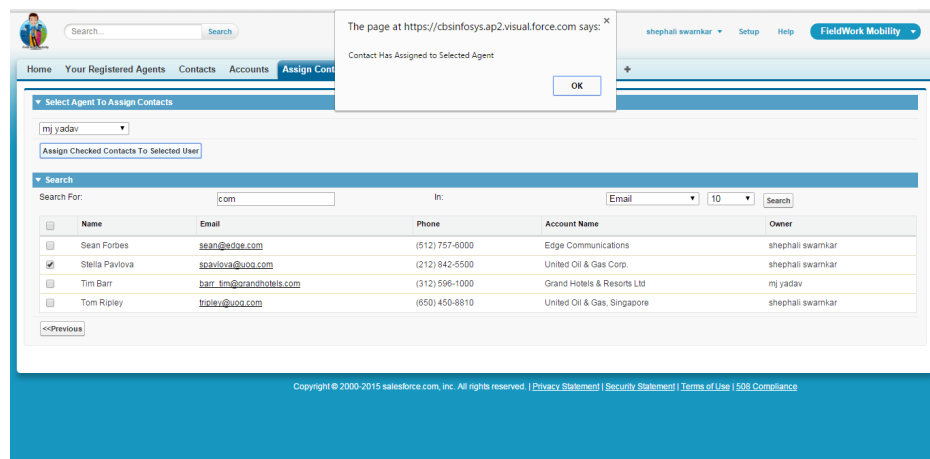 Search...
Search
The page at https://cbsinfosys.ap2.visual.force.com says:
×
Contact Has Assigned to Selected Agent
OK
shephali swarnkar
Setup
Help
FieldWork Mobility
Home Your Registered Agents Contacts Accounts Assign Cont
+
Select Agent To Assign Contacts
mj yadav
Assign Checked Contacts To Selected User
Search
Search For: com In: Email 10 Search
Name Email Phone Account Name Owner
Sean Forbes sean@edge.com (512) 757-6000 Edge Communications shephali swarnkar
Stella Pavlova spavlova@uog.com (212) 842-5500 United Oil & Gas Corp. shephali swarnkar
Tim Barr barr_tim@grandhotels.com (312) 596-1000 Grand Hotels & Resorts Ltd mj yadav
Tom Ripley tripley@uog.com (650) 450-8810 United Oil & Gas, Singapore shephali swarnkar
<<Previous
Copyright © 2000-2015 salesforce.com, inc. All rights reserved. | Privacy Statement | Security Statement | Terms of Use | 508 Compliance